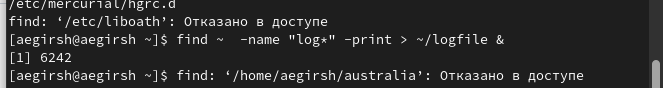 /etc/mercurial/hgrc.d
find: ‘/etc/liboath’: Отказано в доступе
[aegirsh@aegirsh ~]$ find ~  -name "log*" -print > ~/logfile &
[1] 6242
[aegirsh@aegirsh ~]$ find: ‘/home/aegirsh/australia’: Отказано в доступе